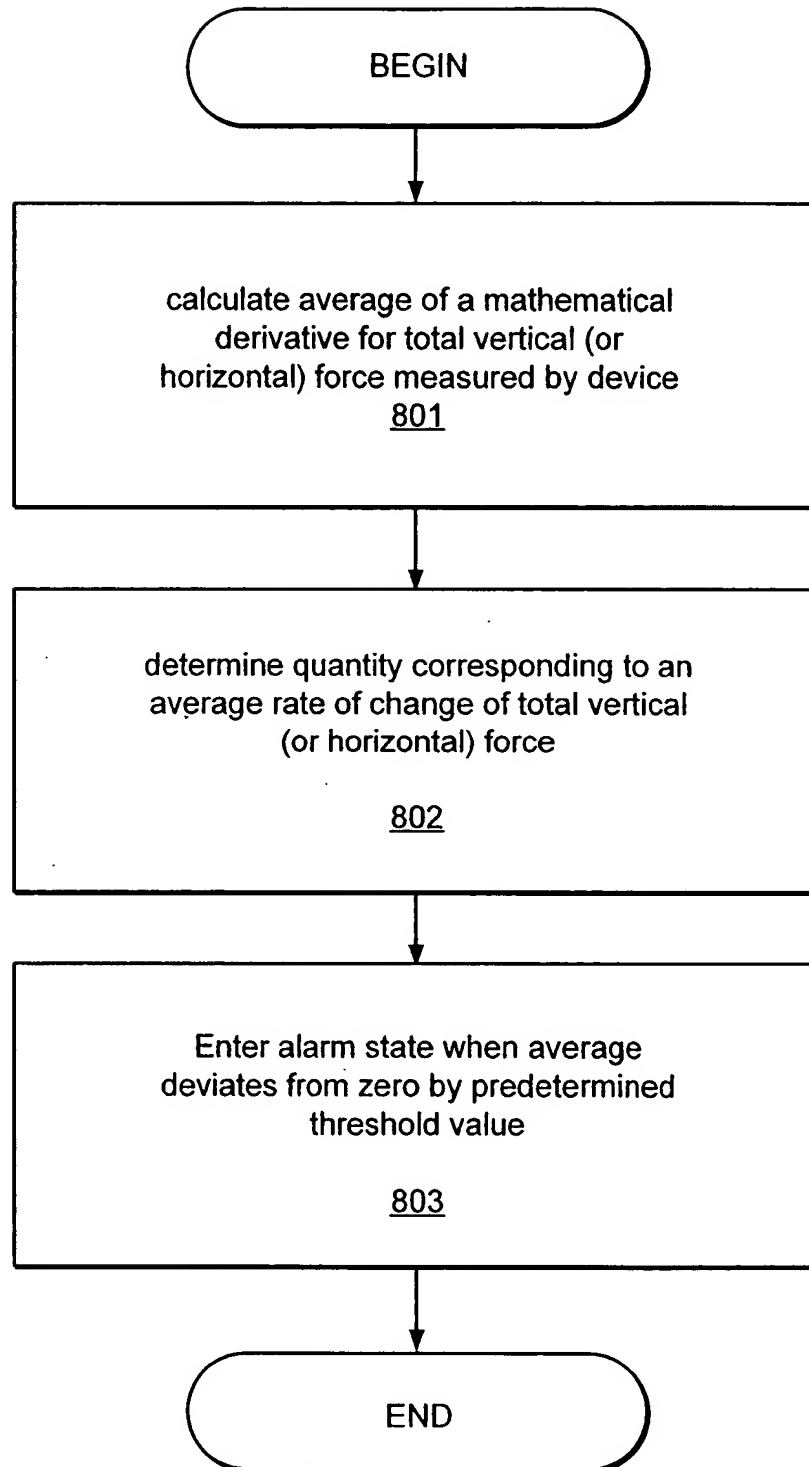 BEGIN
calculate average of a mathematical
derivative for total vertical (or
horizontal) force measured by device
801
determine quantity corresponding to an
average rate of change of total vertical
(or horizontal) force
802
Enter alarm state when average
deviates from zero by predetermined
threshold value
803
END